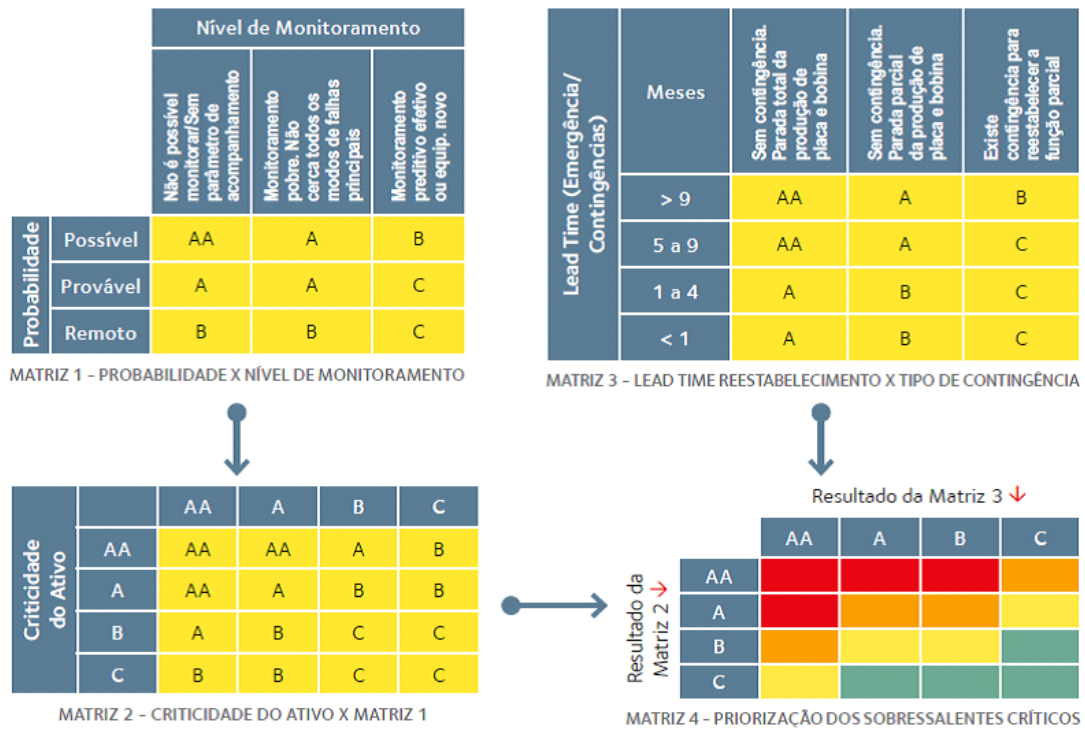 Nível de Monitoramento
Não é possível
monitorar/Sem
parâmetro de
acompanhamento
Monitoramento
pobre. Não
cerca todos os
modos de falhas
principais
Monitoramento
preditivo efetivo
ou equip. novo
Probabilidade
Possível AA A B
Provável A A C
Remoto B B C
MATRIZ 1 - PROBABILIDADE X NÍVEL DE MONITORAMENTO
Lead Time (Emergência/
Contingências)
Meses
Sem contingência.
Parada total da
produção de
placa e bobina
Sem contingência.
Parada parcial
da produção de
placa e bobina
Existe
contingência para
reestabelecer a
função parcial
> 9 AA A B
5 a 9 AA A C
1 a 4 A B C
< 1 A B C
MATRIZ 3 - LEAD TIME REESTABELECIMENTO X TIPO DE CONTINGÊNCIA
Criticidade
do Ativo
AA A B C
AA AA AA A B
A AA A B B
B A B C C
C B B C C
MATRIZ 2 - CRITICIDADE DO ATIVO X MATRIZ 1
Resultado da Matriz 3 ↓
Resultado da
Matriz 2 ↓
AA A B C
AA
A
B
C
MATRIZ 4 - PRIORIZAÇÃO DOS SOBRESSALENTES CRÍTICOS